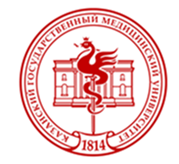 КАЗАНСКИЙ ГОСУДАРСТВЕННЫЙ МЕДИЦИНСКИЙ УНИВЕРСИТЕТ
1814